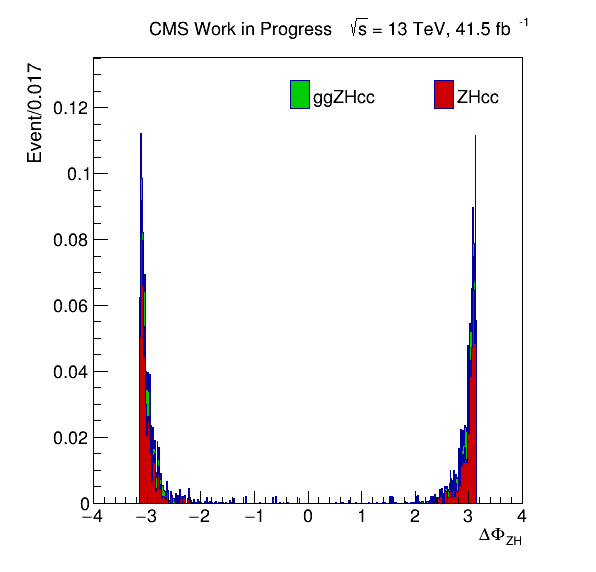 CMS Work in Progress √s = 13 TeV, 41.5 fb⁻¹
Event/0.017
ggZHcc ZHcc
0.12
0.1
0.08
0.06
0.04
0.02
0
−4 −3 −2 −1 0 1 2 3 4
ΔΦZH